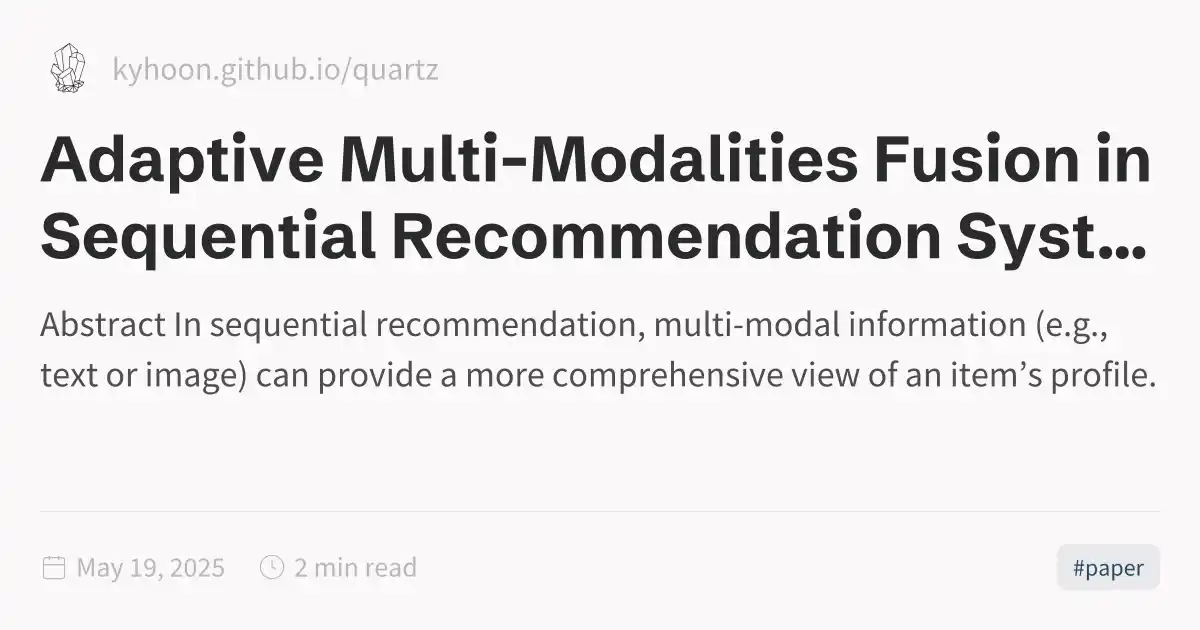 kyhoon.github.io/quartz
Adaptive Multi-Modalities Fusion in
Sequential Recommendation Syst...
Abstract In sequential recommendation, multi-modal information (e.g.,
text or image) can provide a more comprehensive view of an item’s profile.
May 19, 2025 2 min read #paper